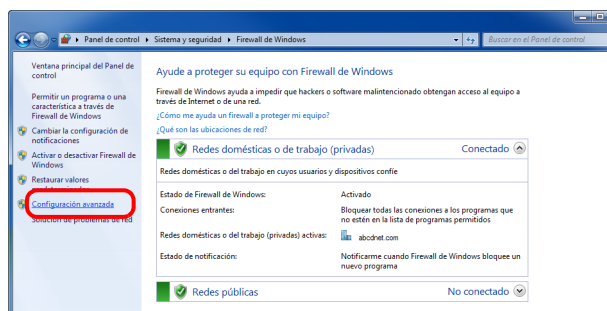 Panel de control ▸ Sistema y seguridad ▸ Firewall de Windows
Buscar en el Panel de control
Ventana principal del Panel de
control
Permitir un programa o una
característica a través de
Firewall de Windows
Cambiar la configuración de
notificaciones
Activar o desactivar Firewall de
Windows
Restaurar valores
Configuración avanzada
Solución de problemas de red
Ayude a proteger su equipo con Firewall de Windows
Firewall de Windows ayuda a impedir que hackers o software malintencionado obtengan acceso al equipo a
través de Internet o de una red.
¿Cómo me ayuda un firewall a proteger mi equipo?
¿Qué son las ubicaciones de red?
Redes domésticas o de trabajo (privadas) Conectado
Redes domésticas o del trabajo en cuyos usuarios y dispositivos confíe
Estado de Firewall de Windows: Activado
Conexiones entrantes: Bloquear todas las conexiones a los programas que
no estén en la lista de programas permitidos
Redes domésticas o del trabajo (privadas) activas: abcdnet.com
Estado de notificación: Notificarme cuando Firewall de Windows bloquee un
nuevo programa
Redes públicas No conectado